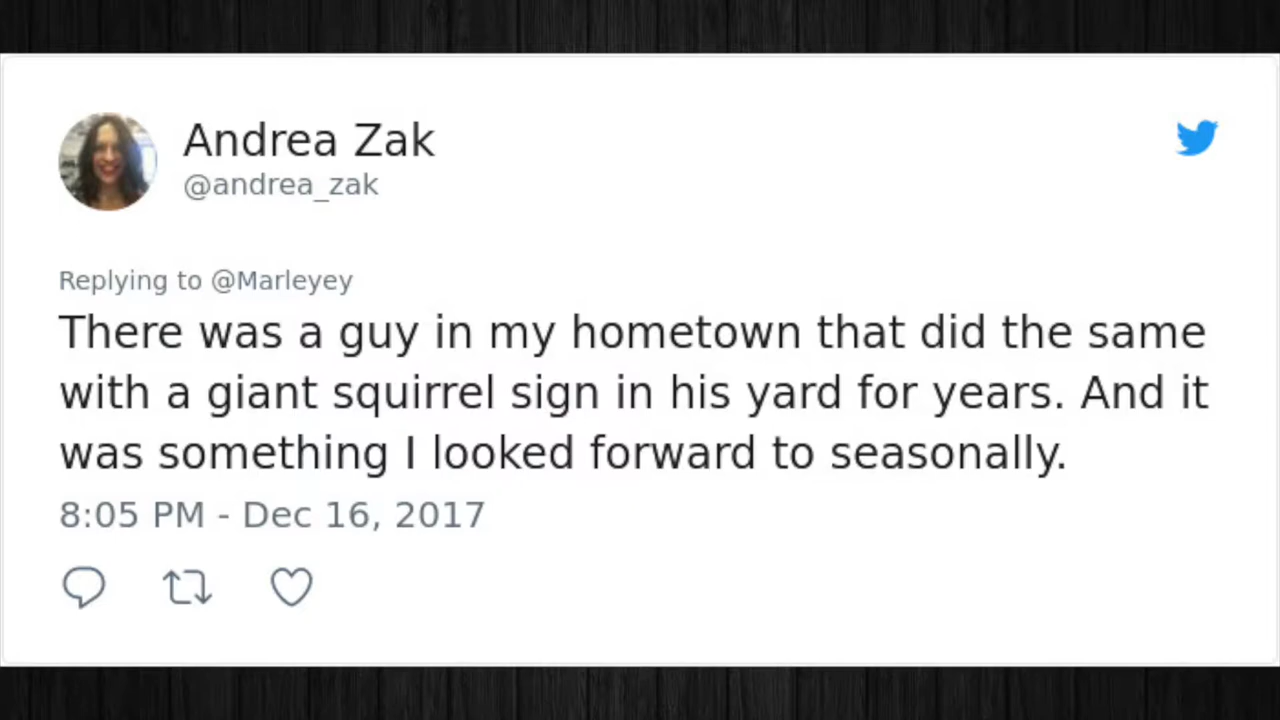 Andrea Zak
@andrea_zak
Replying to @Marleyey
There was a guy in my hometown that did the same
with a giant squirrel sign in his yard for years. And it
was something I looked forward to seasonally.
8:05 PM - Dec 16, 2017